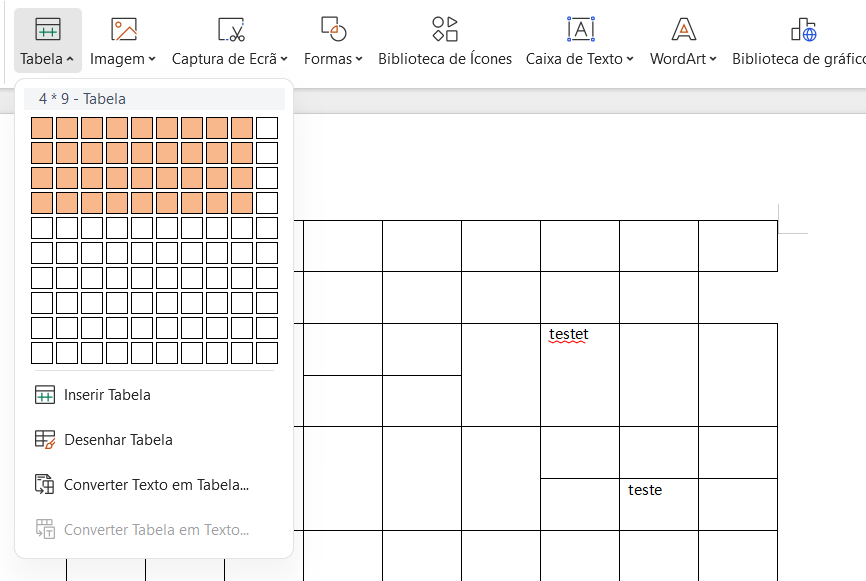 Tabela
Imagem
Captura de Ecrã
Formas
Biblioteca de Ícones
Caixa de Texto
WordArt
Biblioteca de gráfico
4 * 9 - Tabela
Inserir Tabela
Desenhar Tabela
Converter Texto em Tabela...
Converter Tabela em Texto...
testet
teste